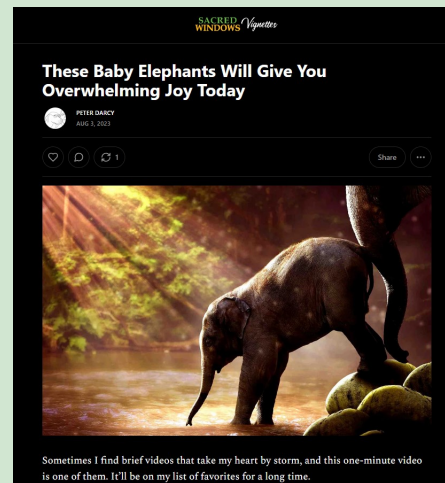 SACRED
WINDOWS Vignettes
These Baby Elephants Will Give You
Overwhelming Joy Today
PETER DARCY
AUG 3, 2023
1
Share
Sometimes I find brief videos that take my heart by storm, and this one-minute video
is one of them. It'll be on my list of favorites for a long time.